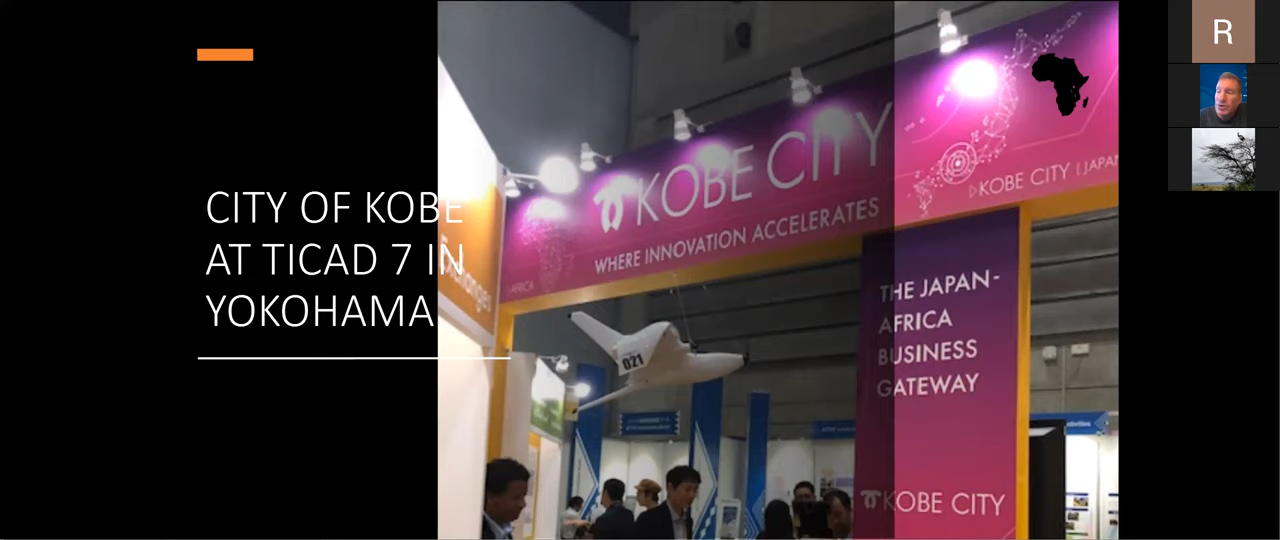 CITY OF KOBE
AT TICAD 7 IN
YOKOHAMA
KOBE CITY
WHERE INNOVATION ACCELERATES
AFRICA
KOBE CITY | JAPAN
THE JAPAN-
AFRICA
BUSINESS
GATEWAY
KOBE CITY
021
R